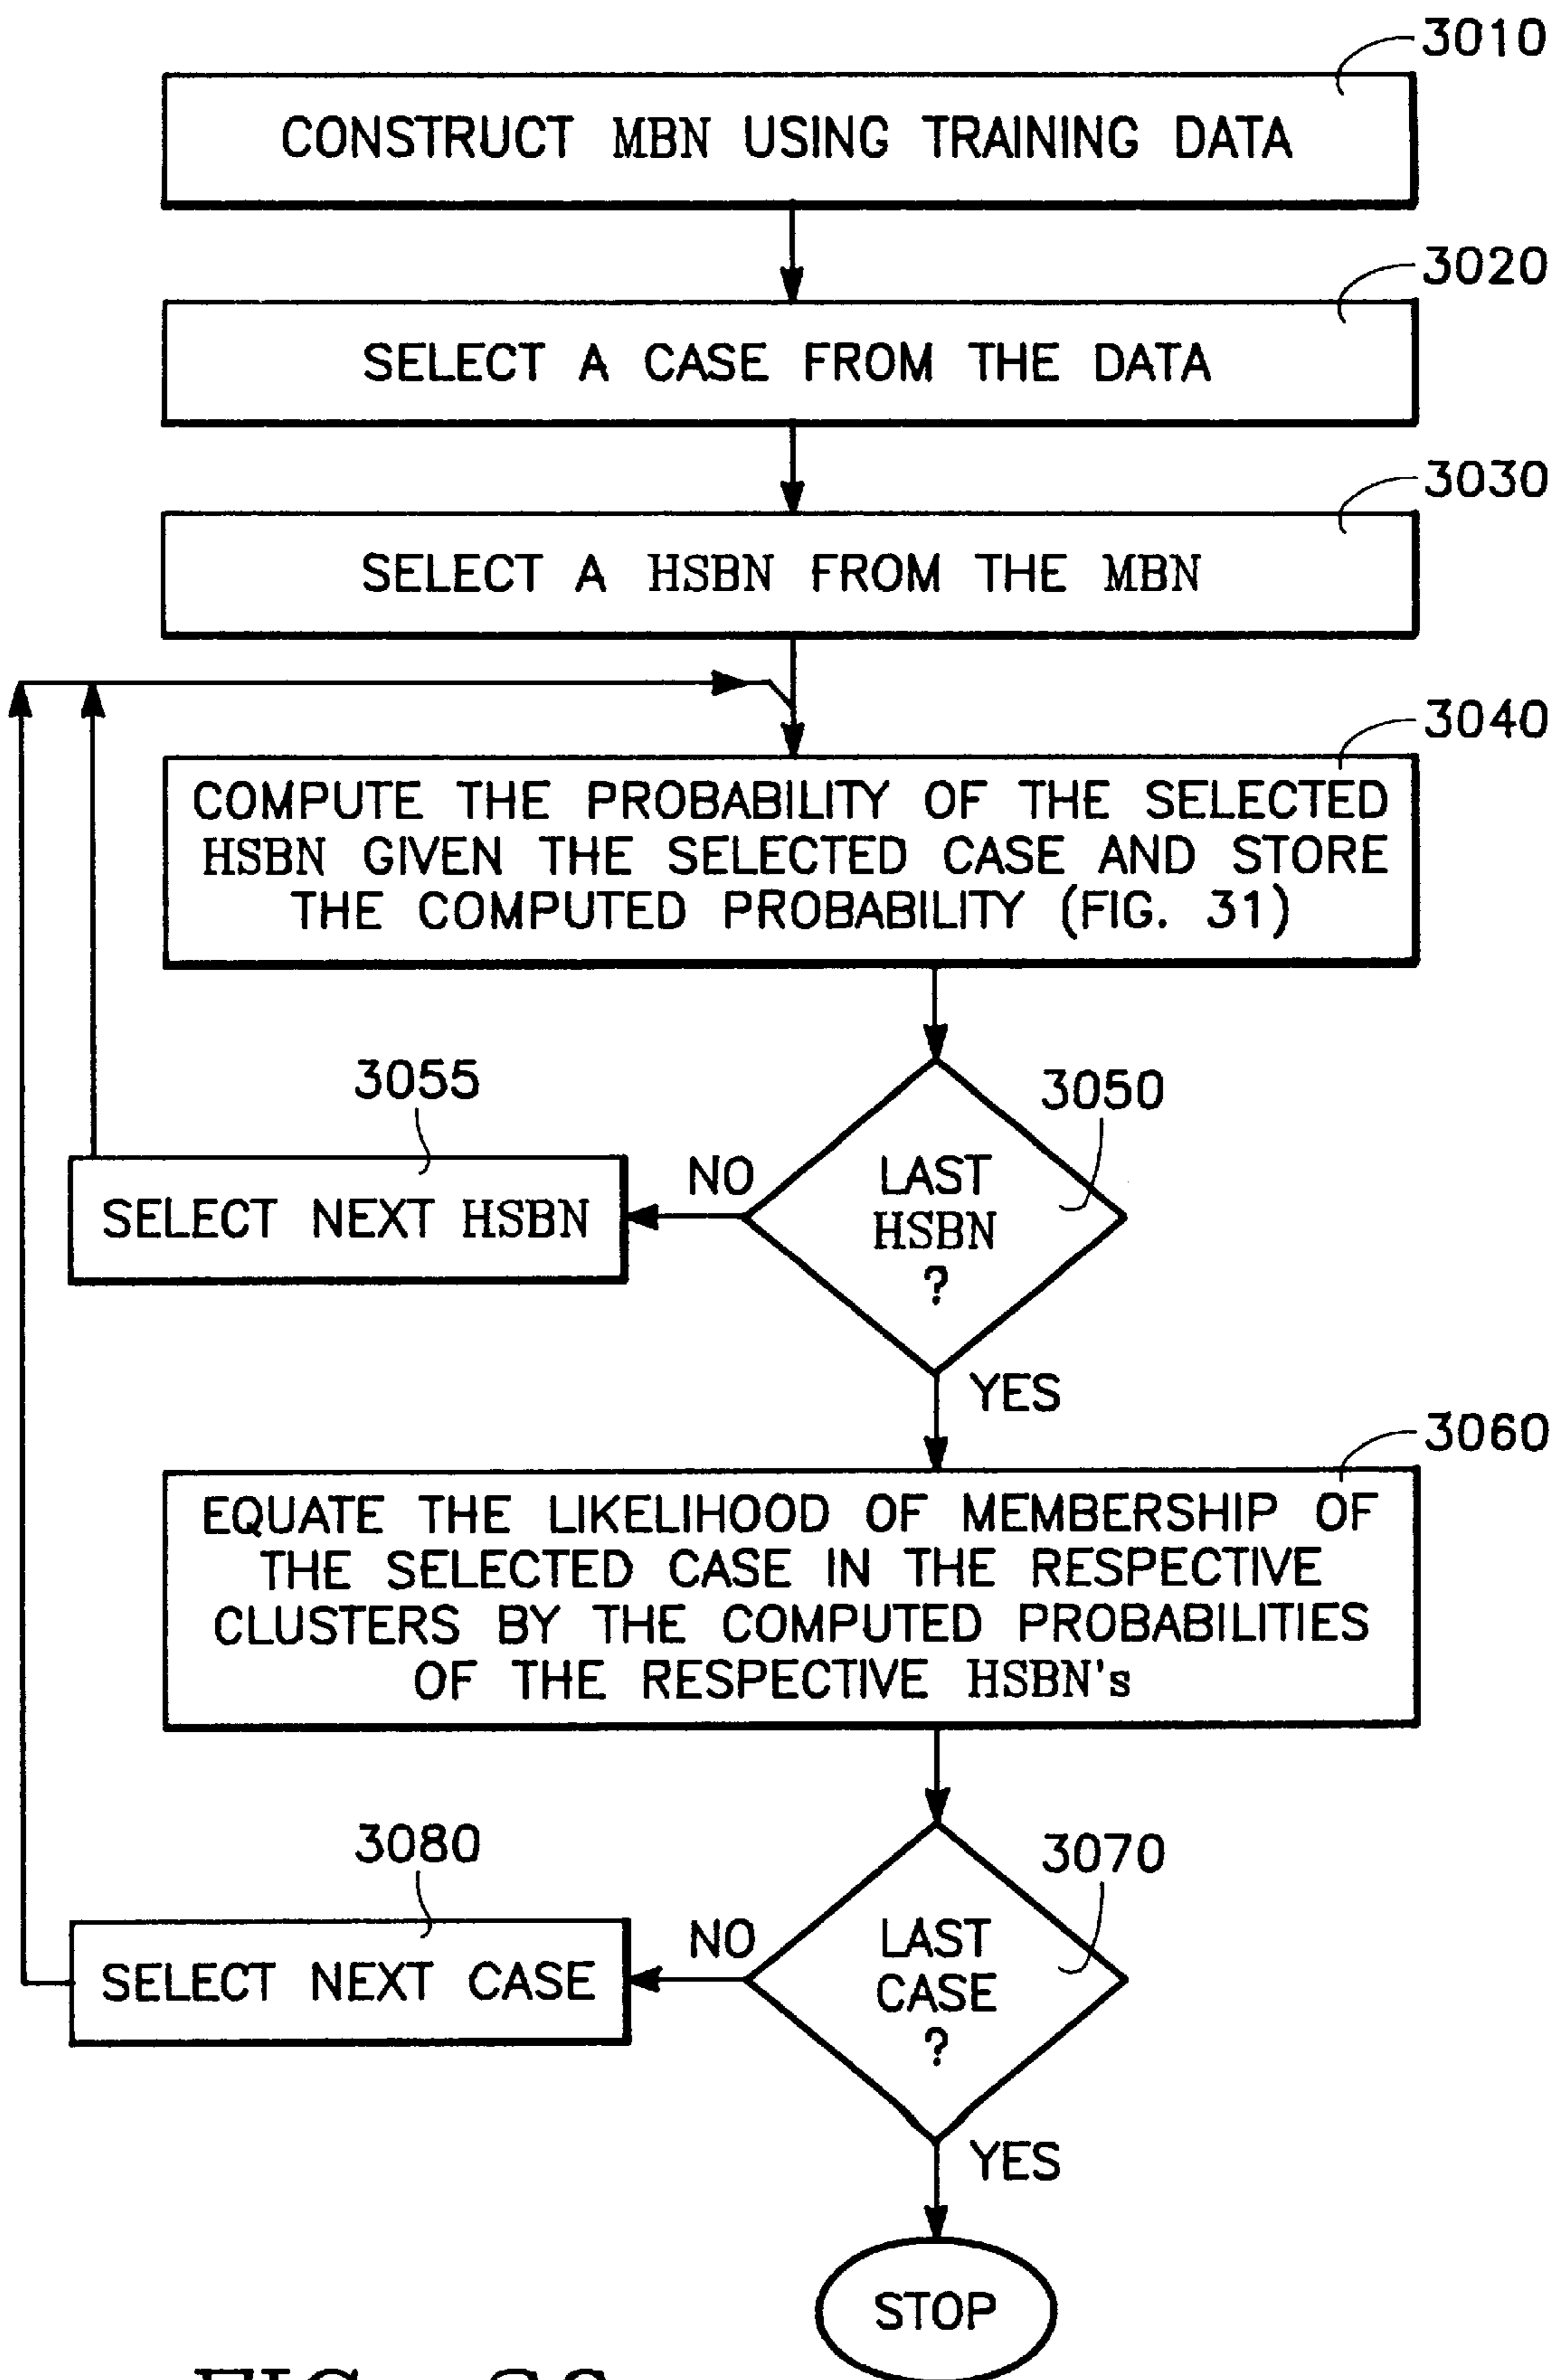 3010
CONSTRUCT MBN USING TRAINING DATA
3020
SELECT A CASE FROM THE DATA
3030
SELECT A HSBN FROM THE MBN
3040
COMPUTE THE PROBABILITY OF THE SELECTED
HSBN GIVEN THE SELECTED CASE AND STORE
THE COMPUTED PROBABILITY (FIG. 31)
3055
3050
SELECT NEXT HSBN
NO
LAST
HSBN
?
YES
3060
EQUATE THE LIKELIHOOD OF MEMBERSHIP OF
THE SELECTED CASE IN THE RESPECTIVE
CLUSTERS BY THE COMPUTED PROBABILITIES
OF THE RESPECTIVE HSBN's
3080
3070
SELECT NEXT CASE
NO
LAST
CASE
?
YES
STOP